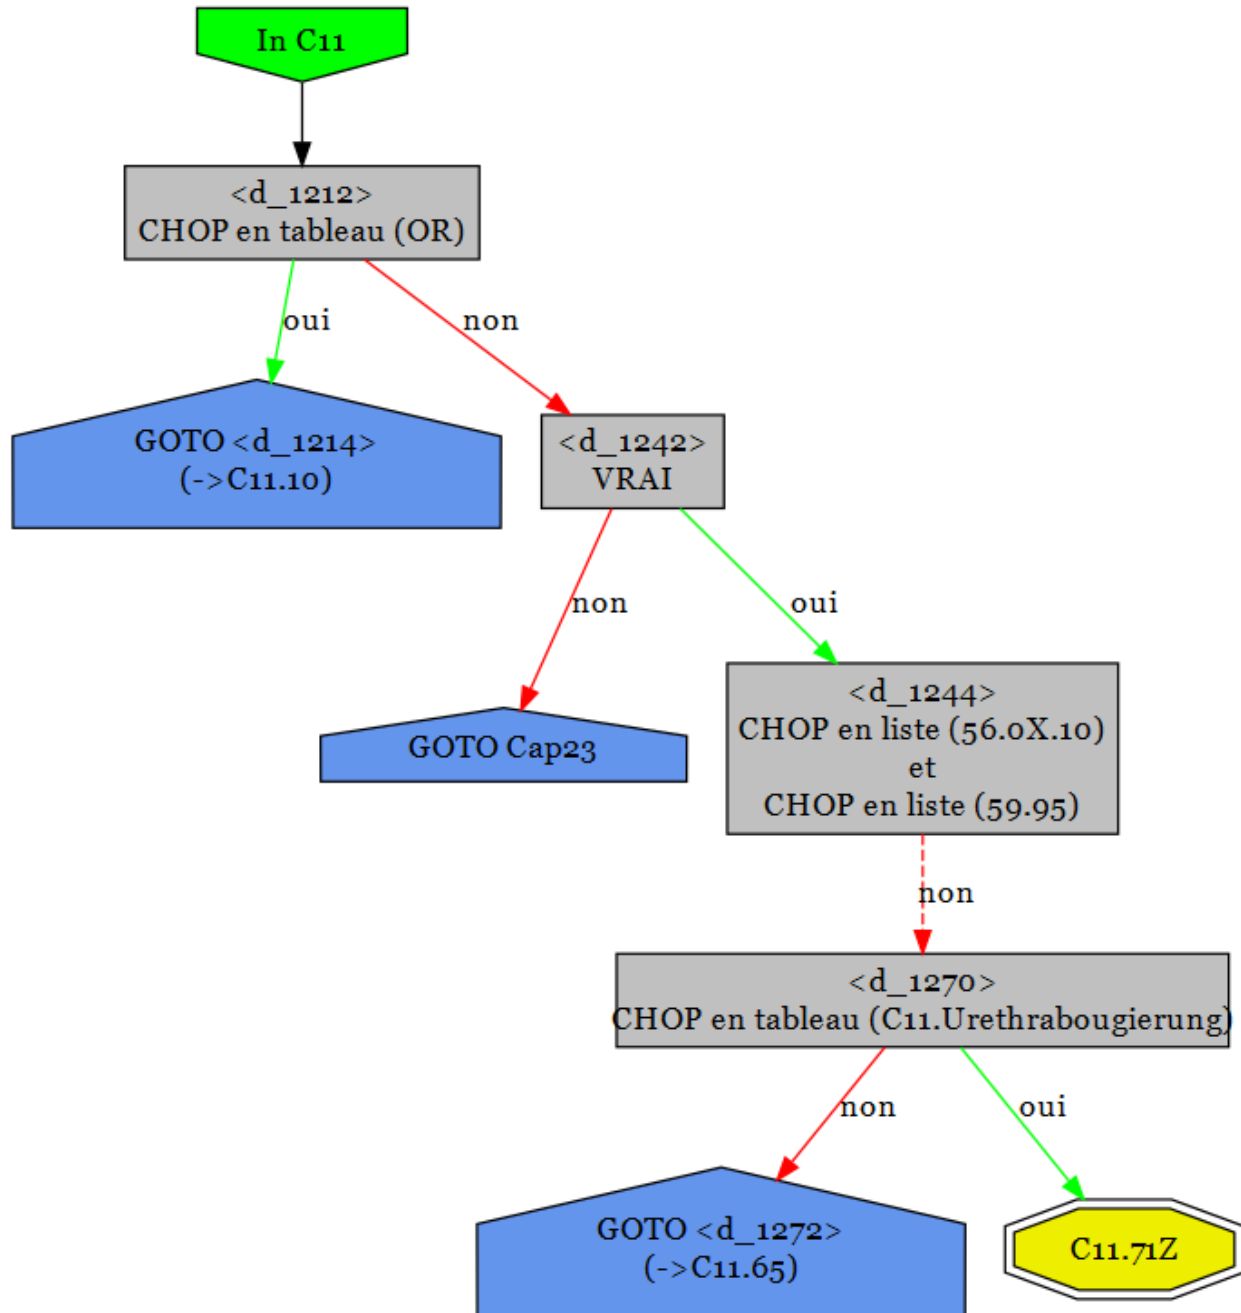 In C11
<d_1212>
CHOP en tableau (OR)
oui
non
GOTO <d_1214>
(->C11.10)
<d_1242>
VRAI
non
oui
<d_1244>
CHOP en liste (56.0X.10)
et
CHOP en liste (59.95)
GOTO Cap23
non
<d_1270>
CHOP en tableau (C11.Urethrabougierung)
non
oui
GOTO <d_1272>
(->C11.65)
C11.71Z